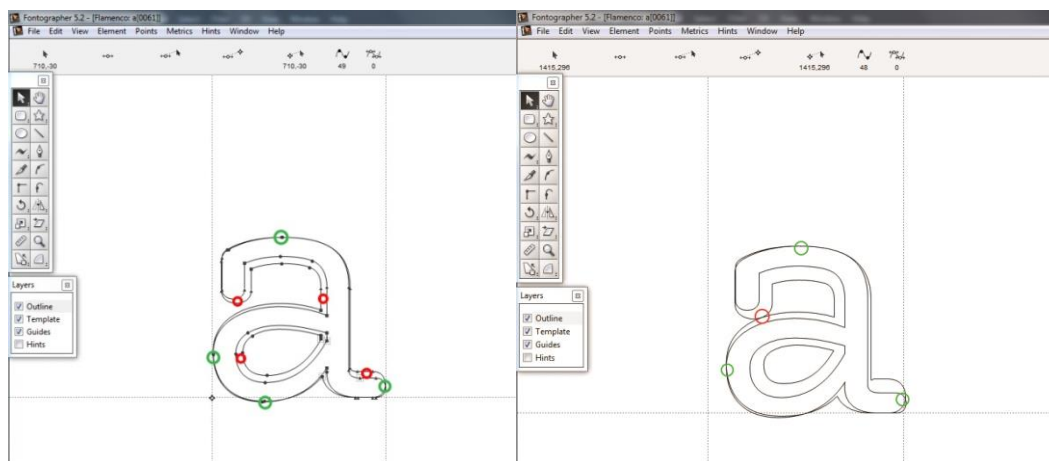 Fontographer 5.2 - [Flamenco: a[0061]]
File Edit View Element Points Metrics Hints Window Help
710,-30 710,-30 49 0
Layers
Outline
Template
Guides
Hints
Fontographer 5.2 - [Flamenco: a[0061]]
File Edit View Element Points Metrics Hints Window Help
1415,296 1415,296 48 0
Layers
Outline
Template
Guides
Hints